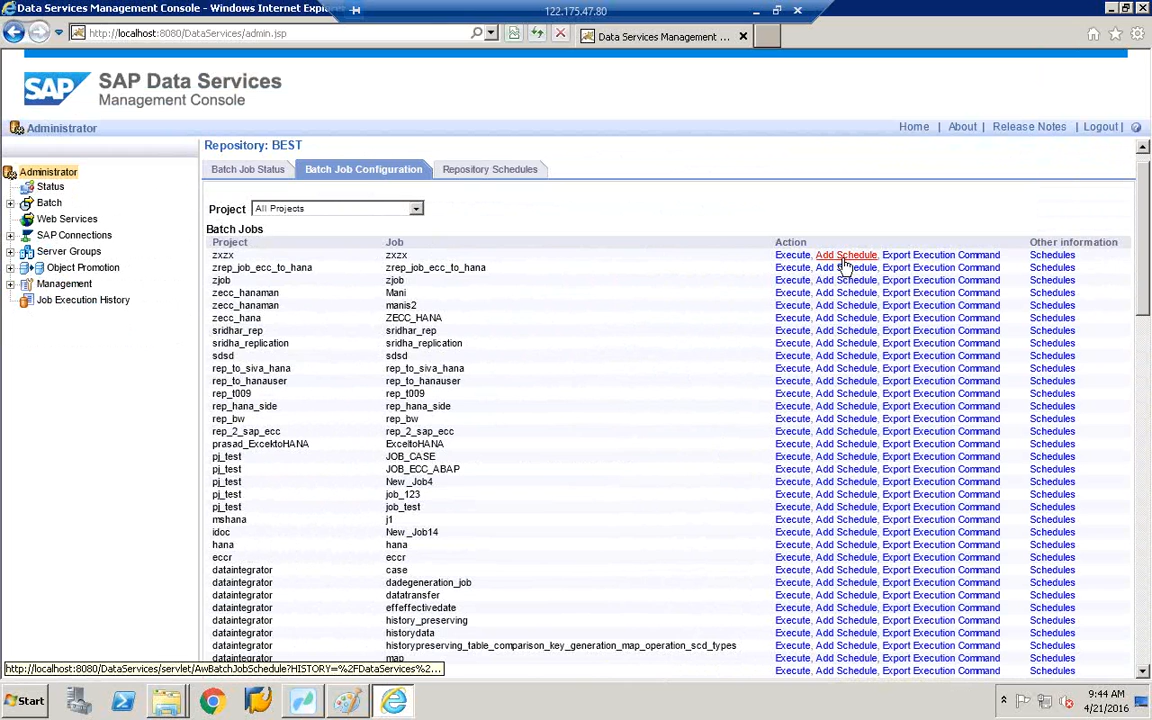 SAP Data Services Management Console - Windows Internet Expl
122.175.47.80
http://localhost:8080/DataServices/admin.jsp
Data Services Management ...
SAP
SAP Data Services
Management Console
Administrator
Home | About | Release Notes | Logout |
Repository: BEST
Administrator
Status
Batch
Web Services
SAP Connections
Server Groups
Object Promotion
Management
Job Execution History
Batch Job Status
Batch Job Configuration
Repository Schedules
Project All Projects
Batch Jobs
Project Job Action Other information
zxzx zxzx Execute, Add Schedule, Export Execution Command Schedules
zrep_job_ecc_to_hana zrep_job_ecc_to_hana Execute, Add Schedule, Export Execution Command Schedules
zjob zjob Execute, Add Schedule, Export Execution Command Schedules
zecc_hanaman Mani Execute, Add Schedule, Export Execution Command Schedules
zecc_hanaman manis2 Execute, Add Schedule, Export Execution Command Schedules
zecc_hana ZECC_HANA Execute, Add Schedule, Export Execution Command Schedules
sridhar_rep sridhar_rep Execute, Add Schedule, Export Execution Command Schedules
sridha_replication sridha_replication Execute, Add Schedule, Export Execution Command Schedules
sdsd sdsd Execute, Add Schedule, Export Execution Command Schedules
rep_to_siva_hana rep_to_siva_hana Execute, Add Schedule, Export Execution Command Schedules
rep_to_hanauser rep_to_hanauser Execute, Add Schedule, Export Execution Command Schedules
rep_t009 rep_t009 Execute, Add Schedule, Export Execution Command Schedules
rep_hana_side rep_hana_side Execute, Add Schedule, Export Execution Command Schedules
rep_bw rep_bw Execute, Add Schedule, Export Execution Command Schedules
rep_2_sap_ecc rep_2_sap_ecc Execute, Add Schedule, Export Execution Command Schedules
prasad_ExcektoHANA ExceltoHANA Execute, Add Schedule, Export Execution Command Schedules
pj_test JOB_CASE Execute, Add Schedule, Export Execution Command Schedules
pj_test JOB_ECC_ABAP Execute, Add Schedule, Export Execution Command Schedules
pj_test New_Job4 Execute, Add Schedule, Export Execution Command Schedules
pj_test job_123 Execute, Add Schedule, Export Execution Command Schedules
pj_test job_test Execute, Add Schedule, Export Execution Command Schedules
mshana j1 Execute, Add Schedule, Export Execution Command Schedules
idoc New_Job14 Execute, Add Schedule, Export Execution Command Schedules
hana hana Execute, Add Schedule, Export Execution Command Schedules
eccr eccr Execute, Add Schedule, Export Execution Command Schedules
dataintegrator case Execute, Add Schedule, Export Execution Command Schedules
dataintegrator dadegeneration_job Execute, Add Schedule, Export Execution Command Schedules
dataintegrator datatransfer Execute, Add Schedule, Export Execution Command Schedules
dataintegrator effeffectivedate Execute, Add Schedule, Export Execution Command Schedules
dataintegrator history_preserving Execute, Add Schedule, Export Execution Command Schedules
dataintegrator historydata Execute, Add Schedule, Export Execution Command Schedules
dataintegrator historypreserving_table_comparison_key_generation_map_operation_scd_types Execute, Add Schedule, Export Execution Command Schedules
dataintegrator map Execute, Add Schedule, Export Execution Command Schedules
http://localhost:8080/DataServices/servlet/AwBatchJobSchedule?HISTORY=%2FDataServices%2...
Start
9:44 AM
4/21/2016